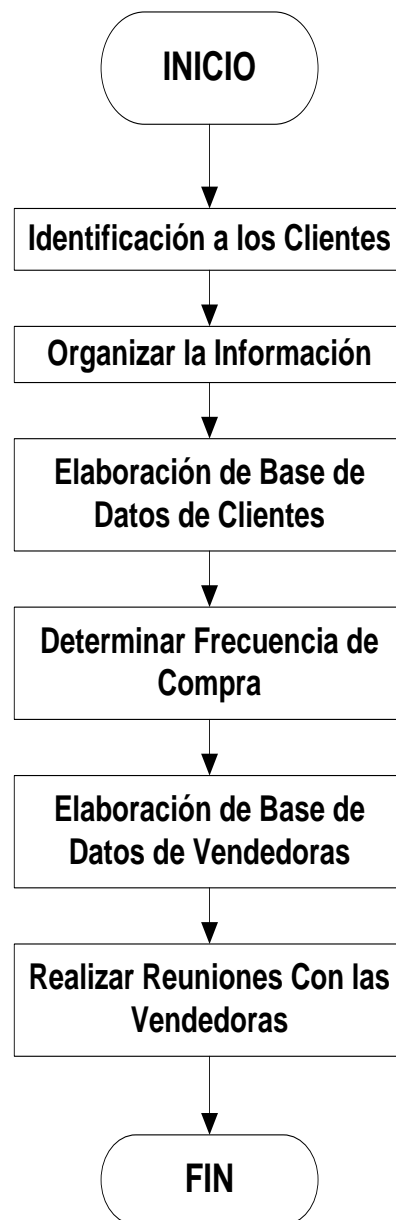 INICIO
Identificación a los Clientes
Organizar la Información
Elaboración de Base de
Datos de Clientes
Determinar Frecuencia de
Compra
Elaboración de Base de
Datos de Vendedoras
Realizar Reuniones Con las
Vendedoras
FIN